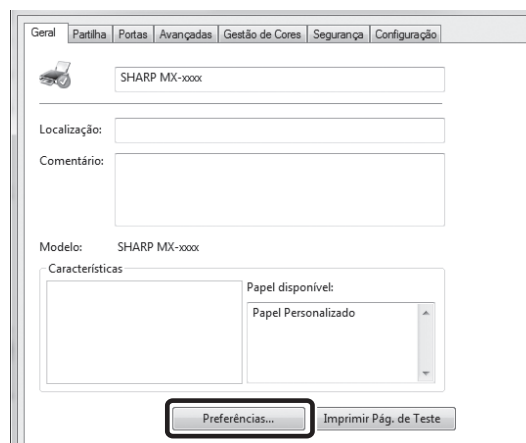 Geral Partilha Portas Avançadas Gestão de Cores Segurança Configuração
SHARP MX-xxxx
Localização:
Comentário:
Modelo: SHARP MX-xxxx
Características
Papel disponível:
Papel Personalizado
Preferências... Imprimir Pág. de Teste